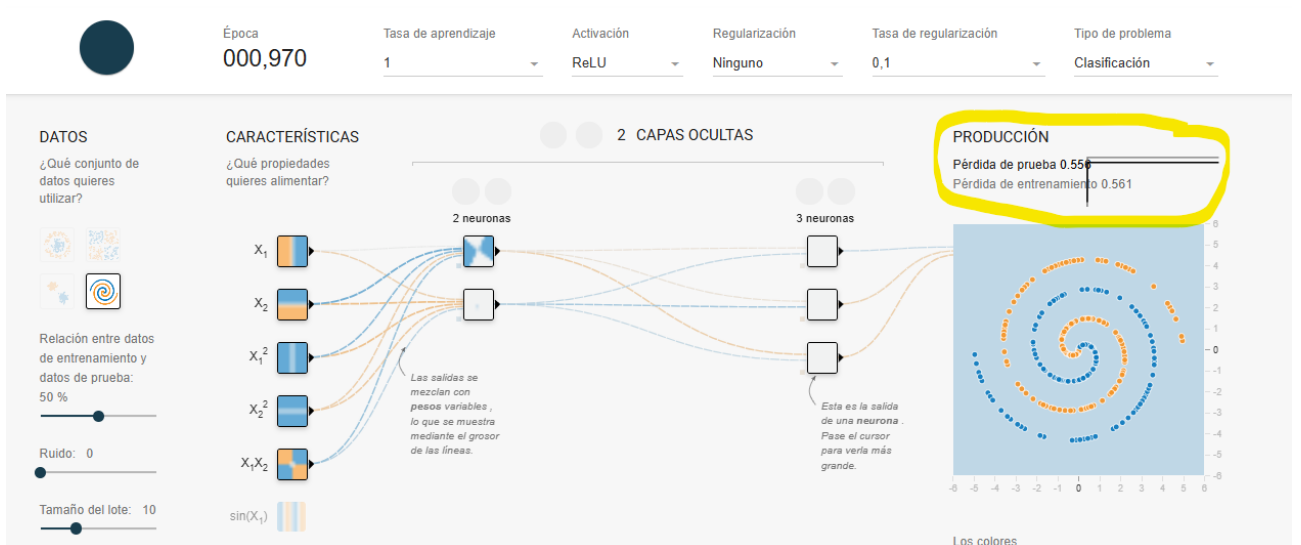 Época
000,970
Tasa de aprendizaje
1
Activación
ReLU
Regularización
Ninguno
Tasa de regularización
0,1
Tipo de problema
Clasificación
DATOS
¿Qué conjunto de
datos quieres
utilizar?
Relación entre datos
de entrenamiento y
datos de prueba:
50 %
Ruido: 0
Tamaño del lote: 10
CARACTERÍSTICAS
¿Qué propiedades
quieres alimentar?
X₁
X₂
X₁²
X₂²
X₁X₂
sin(X₁)
2 CAPAS OCULTAS
2 neuronas
3 neuronas
Las salidas se
mezclan con
pesos variables ,
lo que se muestra
mediante el grosor
de las líneas.
Esta es la salida
de una neurona .
Pase el cursor
para verla más
grande.
PRODUCCIÓN
Pérdida de prueba 0.556
Pérdida de entrenamiento 0.561
6
5
4
3
2
1
0
-1
-2
-3
-4
-5
-6
-6 -5 -4 -3 -2 -1 0 1 2 3 4 5 6
Los colores